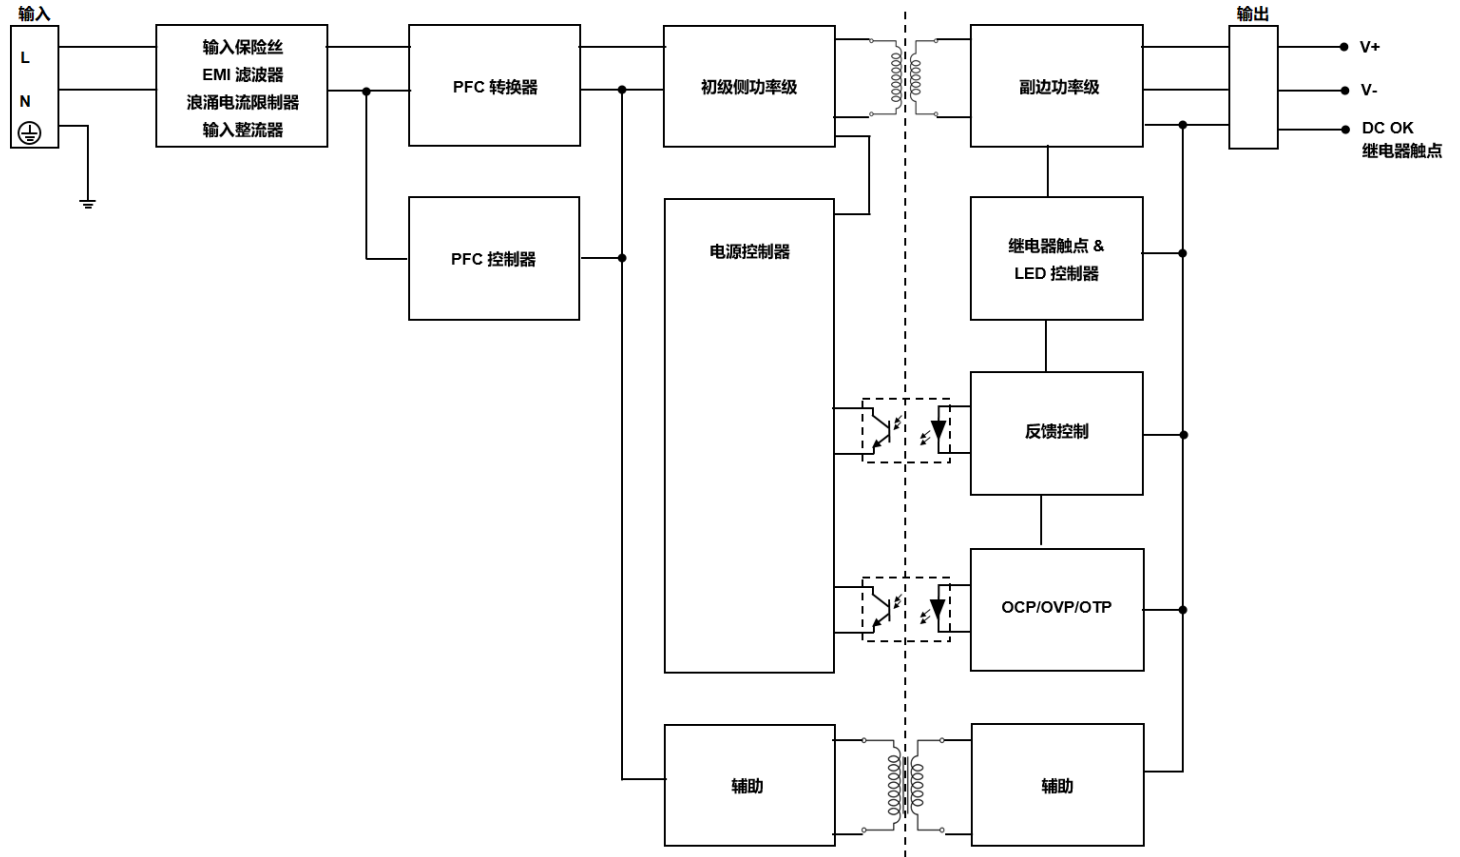 输入
L
N
输入保险丝
EMI 滤波器
浪涌电流限制器
输入整流器
PFC 转换器
初级侧功率级
副边功率级
输出
V+
V-
DC OK
继电器触点
PFC 控制器
电源控制器
继电器触点 &
LED 控制器
反馈控制
OCP/OVP/OTP
辅助
辅助